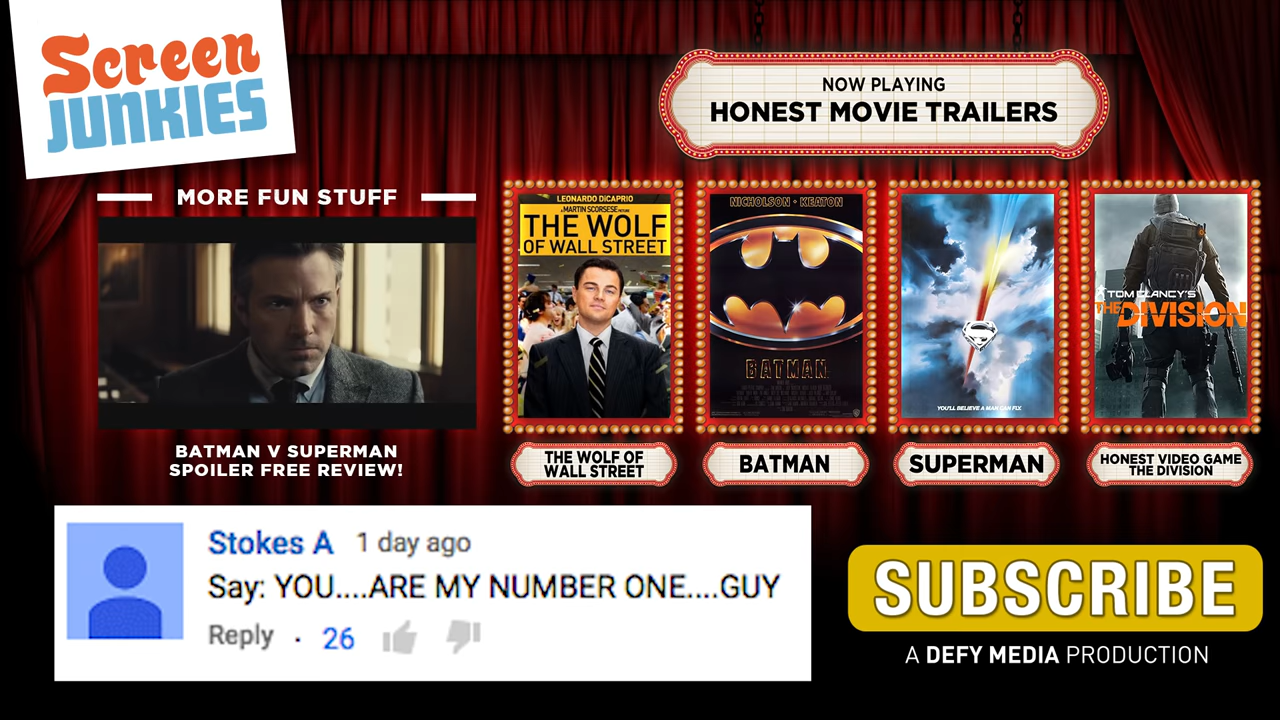 Screen
JUNKIES
NOW PLAYING
HONEST MOVIE TRAILERS
MORE FUN STUFF
BATMAN V SUPERMAN
SPOILER FREE REVIEW!
LEONARDO DiCAPRIO
A MARTIN SCORSESE PICTURE
THE WOLF
OF WALL STREET
THE WOLF OF
WALL STREET
NICHOLSON · KEATON
BATMAN
BATMAN
YOU'LL BELIEVE A MAN CAN FLY.
SUPERMAN
TOM CLANCY'S
THE DIVISION
HONEST VIDEO GAME
THE DIVISION
Stokes A 1 day ago
Say: YOU....ARE MY NUMBER ONE....GUY
Reply · 26
SUBSCRIBE
A DEFY MEDIA PRODUCTION